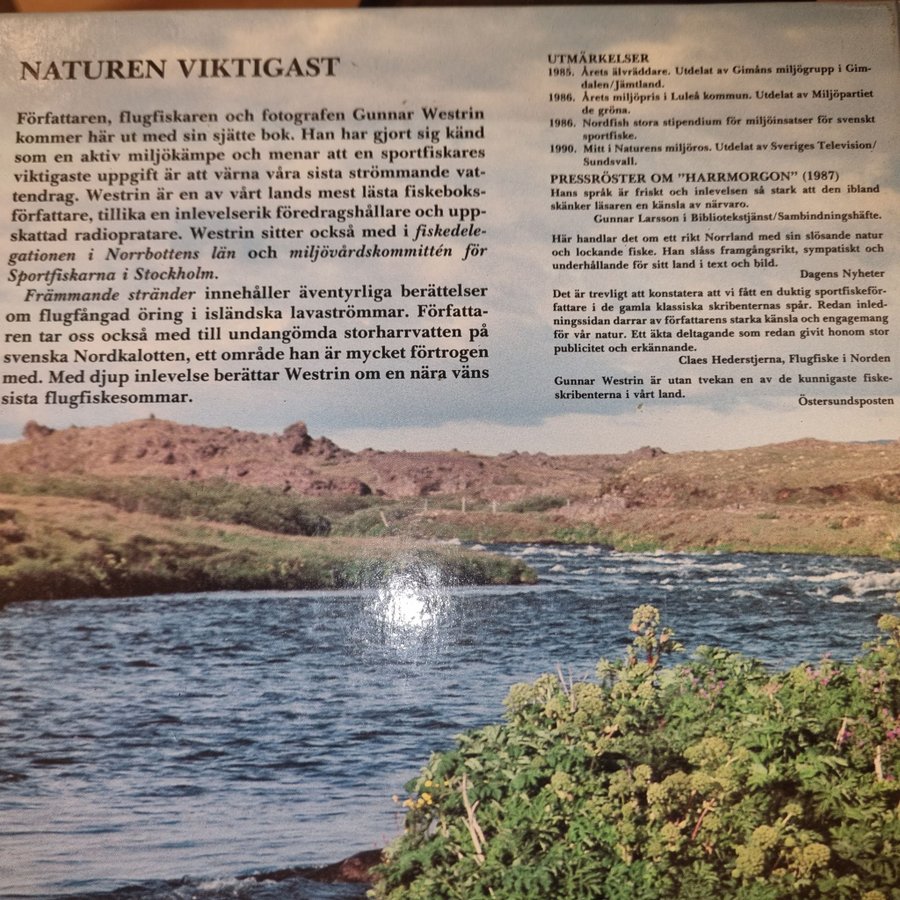 NATUREN VIKTIGAST
Författaren, flugfiskaren och fotografen Gunnar Westrin
kommer här ut med sin sjätte bok. Han har gjort sig känd
som en aktiv miljökämpe och menar att en sportfiskares
viktigaste uppgift är att värna våra sista strömmande vat-
tendrag. Westrin är en av vårt lands mest lästa fiskeboks-
författare, tillika en inlevelserik föredragshållare och upp-
skattad radiopratare. Westrin sitter också med i fiskedele-
gationen i Norrbottens län och miljövårdskommittén för
Sportfiskarna i Stockholm.
Främmande stränder innehåller äventyrliga berättelser
om flugfångad öring i isländska lavaströmmar. Författa-
ren tar oss också med till undangömda storharrvatten på
svenska Nordkalotten, ett område han är mycket förtrogen
med. Med djup inlevelse berättar Westrin om en nära väns
sista flugfiskesommar.
UTMÄRKELSER
1985. Årets älvräddare. Utdelat av Gimåns miljögrupp i Gim-
dalen/Jämtland.
1986. Årets miljöpris i Luleå kommun. Utdelat av Miljöpartiet
de gröna.
1986. Nordfish stora stipendium för miljöinsatser för svenskt
sportfiske.
1990. Mitt i Naturens miljöros. Utdelat av Sveriges Television/
Sundsvall.
PRESSRÖSTER OM "HARRMORGON" (1987)
Hans språk är friskt och inlevelsen så stark att den ibland
skänker läsaren en känsla av närvaro.
Gunnar Larsson i Bibliotekstjänst/Sambindningshäfte.
Här handlar det om ett rikt Norrland med sin slösande natur
och lockande fiske. Han slåss framgångsrikt, sympatiskt och
underhållande för sitt land i text och bild.
Dagens Nyheter
Det är trevligt att konstatera att vi fått en duktig sportfiskeför-
fattare i de gamla klassiska skribenternas spår. Redan inled-
ningssidan darrar av författarens starka känsla och engagemang
för vår natur. Ett äkta deltagande som redan givit honom stor
publicitet och erkännande.
Claes Hederstjerna, Flugfiske i Norden
Gunnar Westrin är utan tvekan en av de kunnigaste fiske-
skribenterna i vårt land.
Östersundsposten